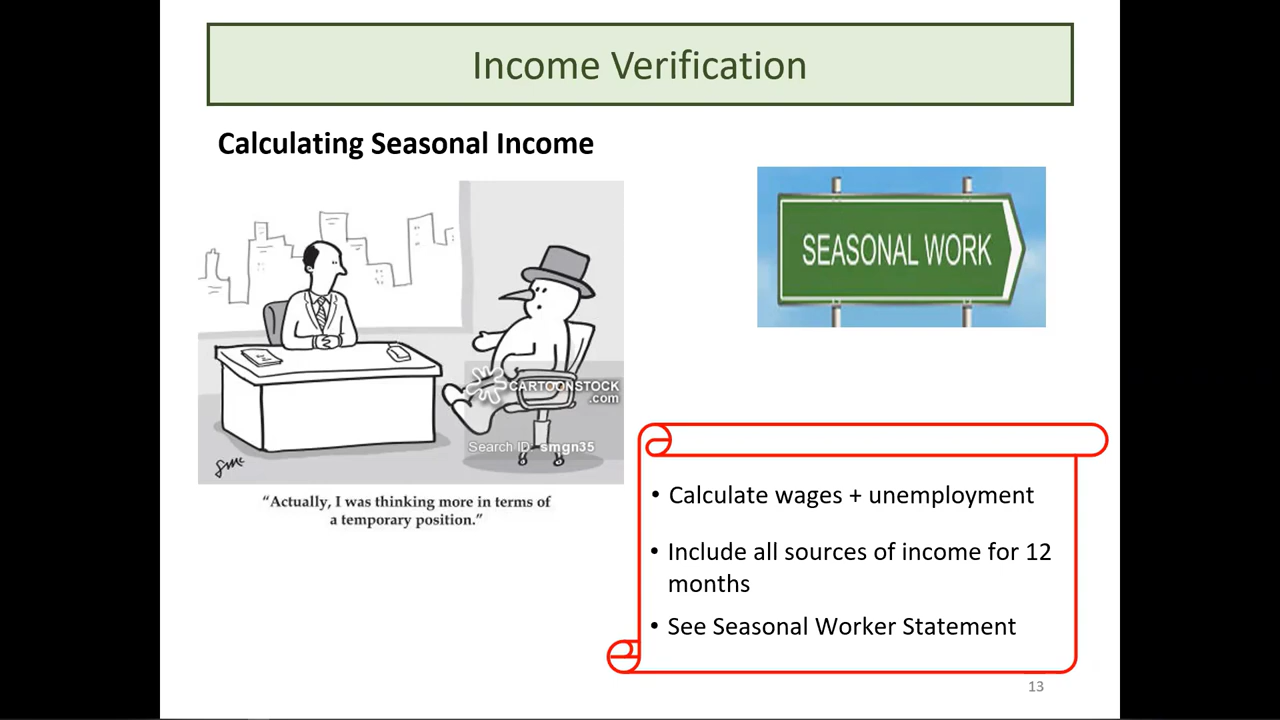 Income Verification
Calculating Seasonal Income
SEASONAL WORK
CARTOONSTOCK
.com
Search ID: smgn35
“Actually, I was thinking more in terms of
a temporary position.”
• Calculate wages + unemployment
• Include all sources of income for 12
months
• See Seasonal Worker Statement
13